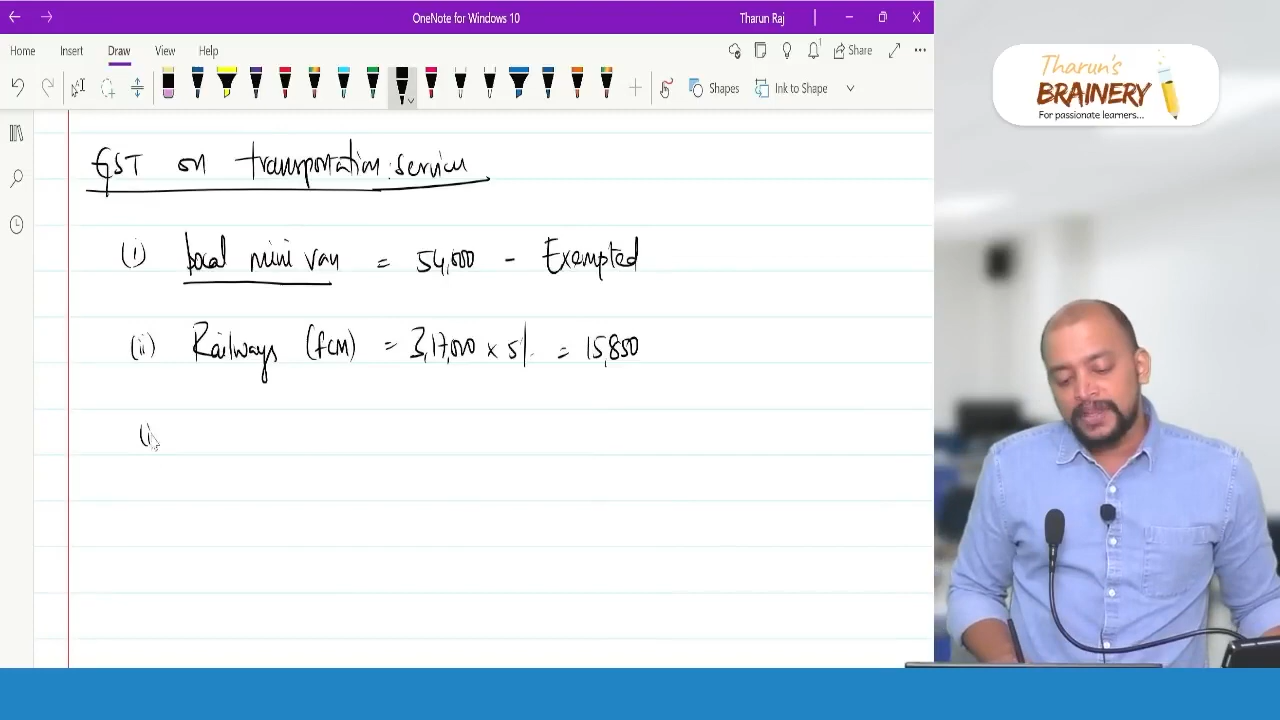 OneNote for Windows 10
Tharun Raj
Home Insert Draw View Help
Share
Shapes
Ink to Shape
Tharun's
BRAINERY
For passionate learners...
GST on transportation service
(i) Local mini van = 54,000 - Exempted
(ii) Railways (fCM) = 3,17,000 x 5% = 15,850
(i